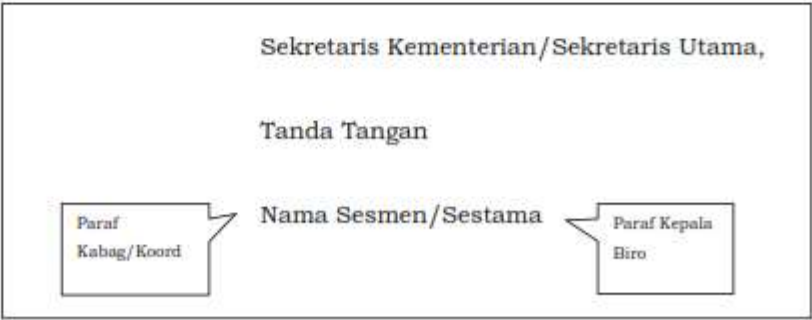 Sekretaris Kementerian/Sekretaris Utama,
Tanda Tangan
Nama Sesmen/Sestama
Paraf
Kabag/Koord
Paraf Kepala
Biro